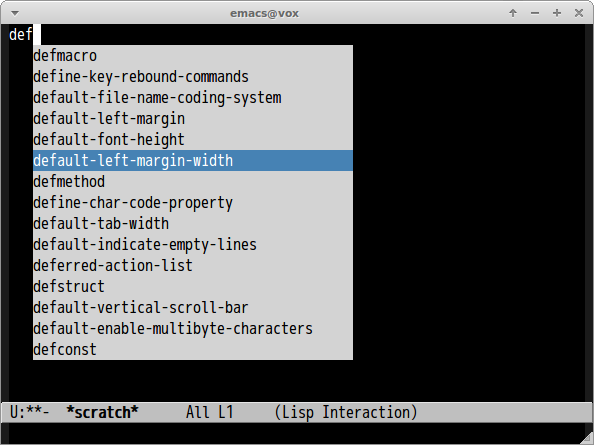 emacs@vox
def
defmacro
define-key-rebound-commands
default-file-name-coding-system
default-left-margin
default-font-height
default-left-margin-width
defmethod
define-char-code-property
default-tab-width
default-indicate-empty-lines
deferred-action-list
defstruct
default-vertical-scroll-bar
default-enable-multibyte-characters
defconst
U:**-  *scratch*      All L1     (Lisp Interaction)